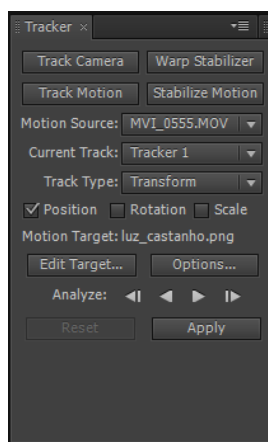 Tracker ×
Track Camera Warp Stabilizer
Track Motion Stabilize Motion
Motion Source: MVI_0555.MOV
Current Track: Tracker 1
Track Type: Transform
Position Rotation Scale
Motion Target: luz_castanho.png
Edit Target... Options...
Analyze:
Reset Apply